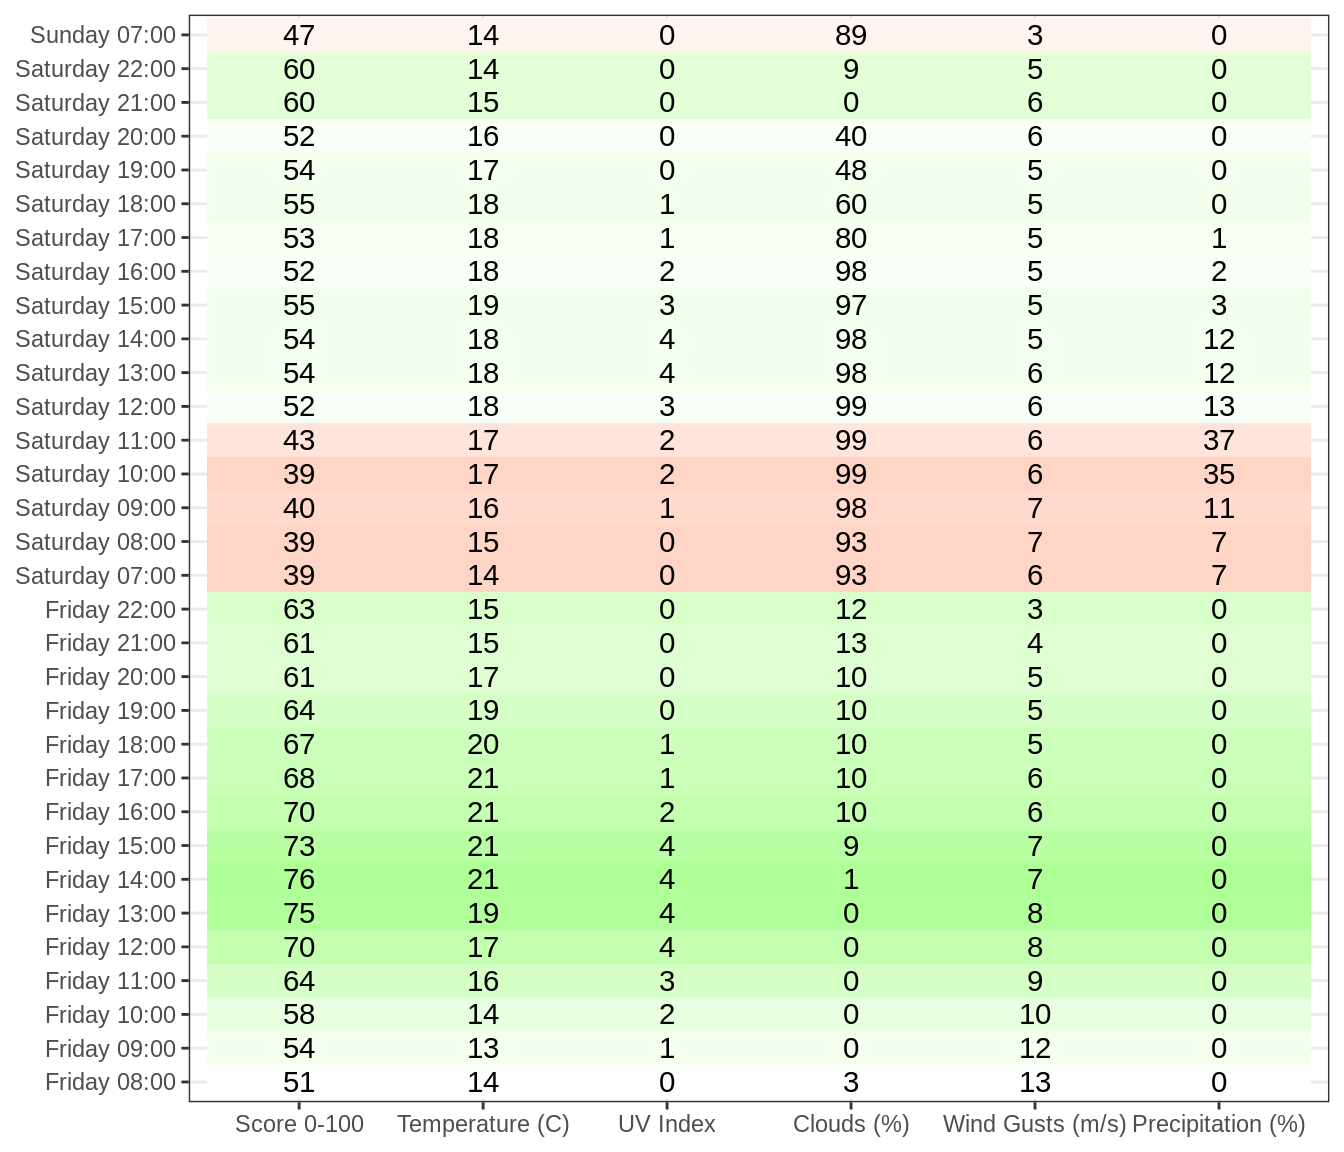 Sunday 07:00 47 14 0 89 3 0
Saturday 22:00 60 14 0 9 5 0
Saturday 21:00 60 15 0 0 6 0
Saturday 20:00 52 16 0 40 6 0
Saturday 19:00 54 17 0 48 5 0
Saturday 18:00 55 18 1 60 5 0
Saturday 17:00 53 18 1 80 5 1
Saturday 16:00 52 18 2 98 5 2
Saturday 15:00 55 19 3 97 5 3
Saturday 14:00 54 18 4 98 5 12
Saturday 13:00 54 18 4 98 6 12
Saturday 12:00 52 18 3 99 6 13
Saturday 11:00 43 17 2 99 6 37
Saturday 10:00 39 17 2 99 6 35
Saturday 09:00 40 16 1 98 7 11
Saturday 08:00 39 15 0 93 7 7
Saturday 07:00 39 14 0 93 6 7
Friday 22:00 63 15 0 12 3 0
Friday 21:00 61 15 0 13 4 0
Friday 20:00 61 17 0 10 5 0
Friday 19:00 64 19 0 10 5 0
Friday 18:00 67 20 1 10 5 0
Friday 17:00 68 21 1 10 6 0
Friday 16:00 70 21 2 10 6 0
Friday 15:00 73 21 4 9 7 0
Friday 14:00 76 21 4 1 7 0
Friday 13:00 75 19 4 0 8 0
Friday 12:00 70 17 4 0 8 0
Friday 11:00 64 16 3 0 9 0
Friday 10:00 58 14 2 0 10 0
Friday 09:00 54 13 1 0 12 0
Friday 08:00 51 14 0 3 13 0
Score 0-100 Temperature (C) UV Index Clouds (%) Wind Gusts (m/s) Precipitation (%)